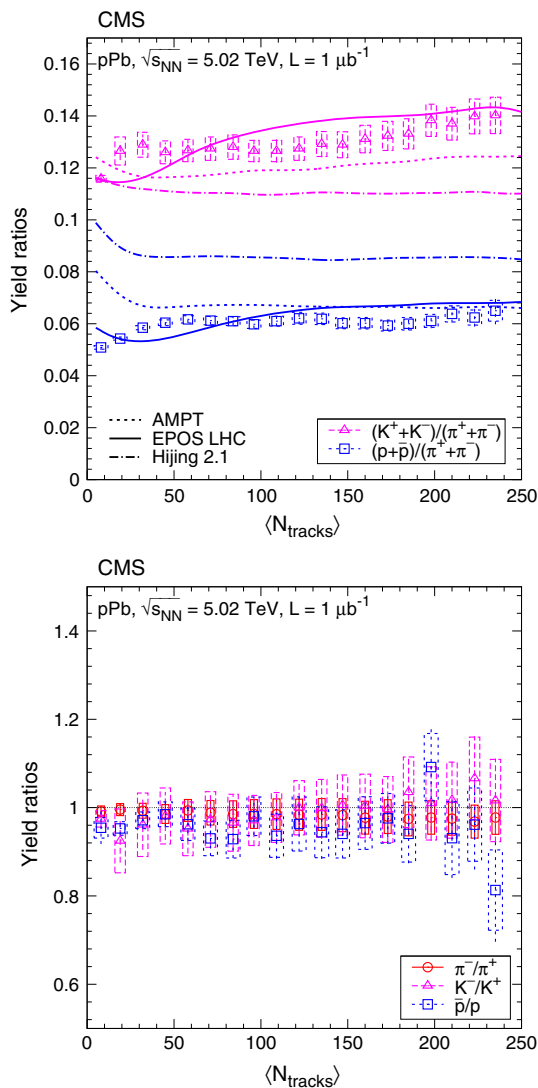 CMS
pPb, √sNN = 5.02 TeV, L = 1 μb⁻¹
0.16
0.14
0.12
0.1
0.08
0.06
0.04
0.02
0
Yield ratios
AMPT
EPOS LHC
Hijing 2.1
(K⁺+K⁻)/(π⁺+π⁻)
(p+p̄)/(π⁺+π⁻)
0 50 100 150 200 250
⟨Ntracks⟩
CMS
pPb, √sNN = 5.02 TeV, L = 1 μb⁻¹
1.4
1.2
1
0.8
0.6
Yield ratios
π⁻/π⁺
K⁻/K⁺
p̄/p
0 50 100 150 200 250
⟨Ntracks⟩